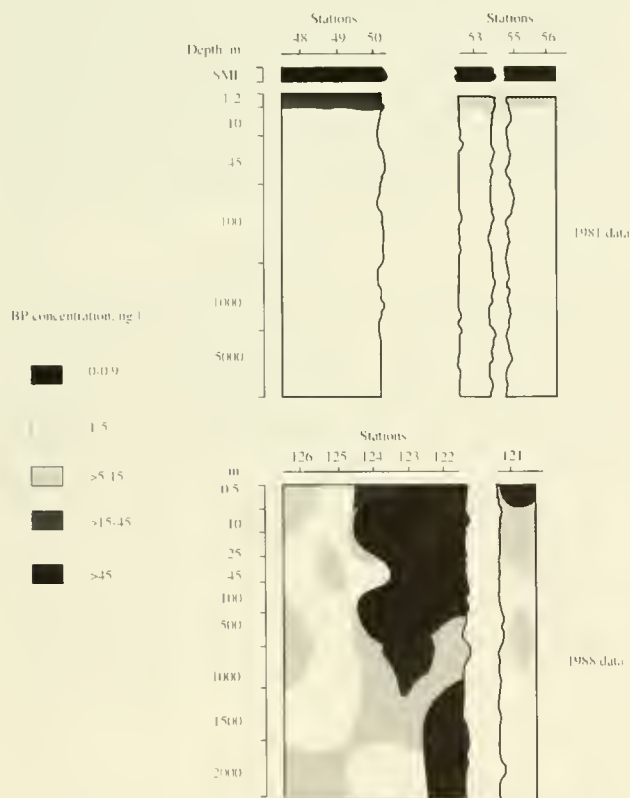 Stations
Stations
48 49 50
53 55 56
Depth, m
SML
1.2
10
45
100
1000
5000
1981 data
BP concentration, ng l
0-0.9
1-5
>5-15
>15-45
>45
Stations
126 125 124 123 122
121
m
0.5
10
25
45
100
500
1000
1500
2000
1988 data